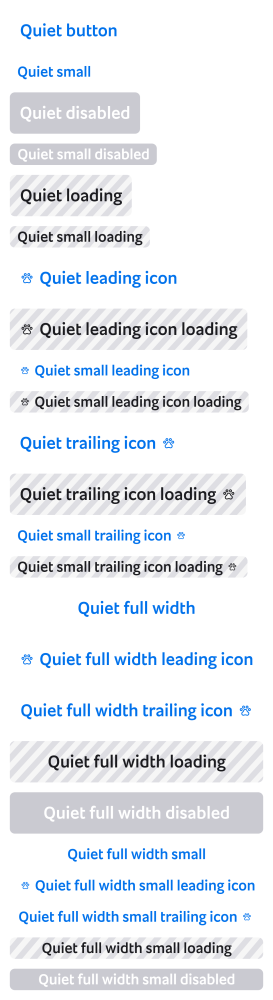 Quiet button
Quiet small
Quiet disabled
Quiet small disabled
Quiet loading
Quiet small loading
Quiet leading icon
Quiet leading icon loading
Quiet small leading icon
Quiet small leading icon loading
Quiet trailing icon
Quiet trailing icon loading
Quiet small trailing icon
Quiet small trailing icon loading
Quiet full width
Quiet full width leading icon
Quiet full width trailing icon
Quiet full width loading
Quiet full width disabled
Quiet full width small
Quiet full width small leading icon
Quiet full width small trailing icon
Quiet full width small loading
Quiet full width small disabled